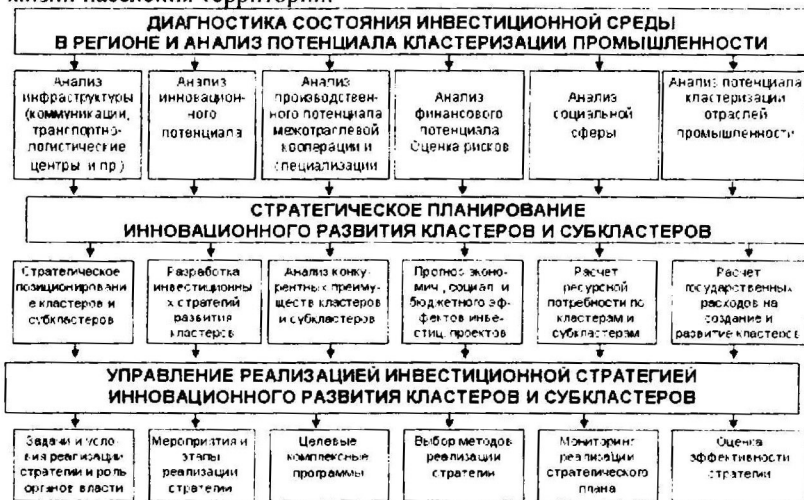 жизни населения территории
ДИАГНОСТИКА СОСТОЯНИЯ ИНВЕСТИЦИОННОЙ СРЕДЫ
В РЕГИОНЕ И АНАЛИЗ ПОТЕНЦИАЛА КЛАСТЕРИЗАЦИИ ПРОМЫШЛЕННОСТИ
Анализ
инфраструктуры
(коммуникации,
транспортно-
логистические
центры и пр.)
Анализ
инновацион-
ного
потенциала
Анализ
производствен-
ного потенциала
межотраглевой
кооперации и
специализации
Анализ
финансового
потенциала
Оценка рисков
Анализ
социальной
сферы
Анализ потенциала
кластеризации
отраслей
промышленности
СТРАТЕГИЧЕСКОЕ ПЛАНИРОВАНИЕ
ИННОВАЦИОННОГО РАЗВИТИЯ КЛАСТЕРОВ И СУБКЛАСТЕРОВ
Стратегическое
позиционировани
е кластеров и
субкластеров
Разработка
инвестиционны
х стратегий
развития
кластеров
Анализ конку-
рентных преиму-
ществ кластеров
и субкластеров
Прогноз эконо-
мич, социал. и
бюджетного эф-
фектов инве-
стиц. проектов
Расчет
ресурсной
потребности по
кластерам и
субкластерам
Расчет
государственных
расходов на
создание и
развитие кластеров
УПРАВЛЕНИЕ РЕАЛИЗАЦИЕЙ ИНВЕСТИЦИОННОЙ СТРАТЕГИЕЙ
ИННОВАЦИОННОГО РАЗВИТИЯ КЛАСТЕРОВ И СУБКЛАСТЕРОВ
Задачи и усло-
вия реализации
стратегии и роль
органов власти
Мероприятия и
этапы
реализации
стратегии
Целевые
комплексные
программы
Выбор методов
реализации
стратегии
Мониторинг
реализации
стратегического
плана
Оценка
эффективности
стратегии